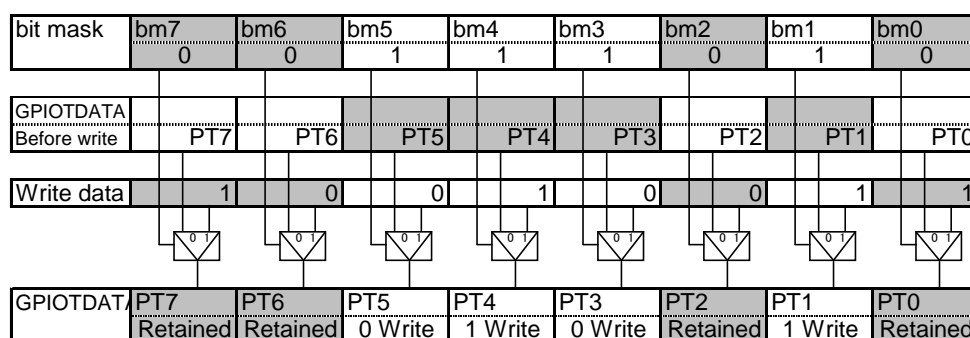 bit mask bm7 bm6 bm5 bm4 bm3 bm2 bm1 bm0
0 0 1 1 1 0 1 0
GPIOTDATA
Before write PT7 PT6 PT5 PT4 PT3 PT2 PT1 PT0
Write data 1 0 0 1 0 0 1 1
0 1 0 1 0 1 0 1 0 1 0 1 0 1 0 1
GPIOTDATA PT7 PT6 PT5 PT4 PT3 PT2 PT1 PT0
Retained Retained 0 Write 1 Write 0 Write Retained 1 Write Retained